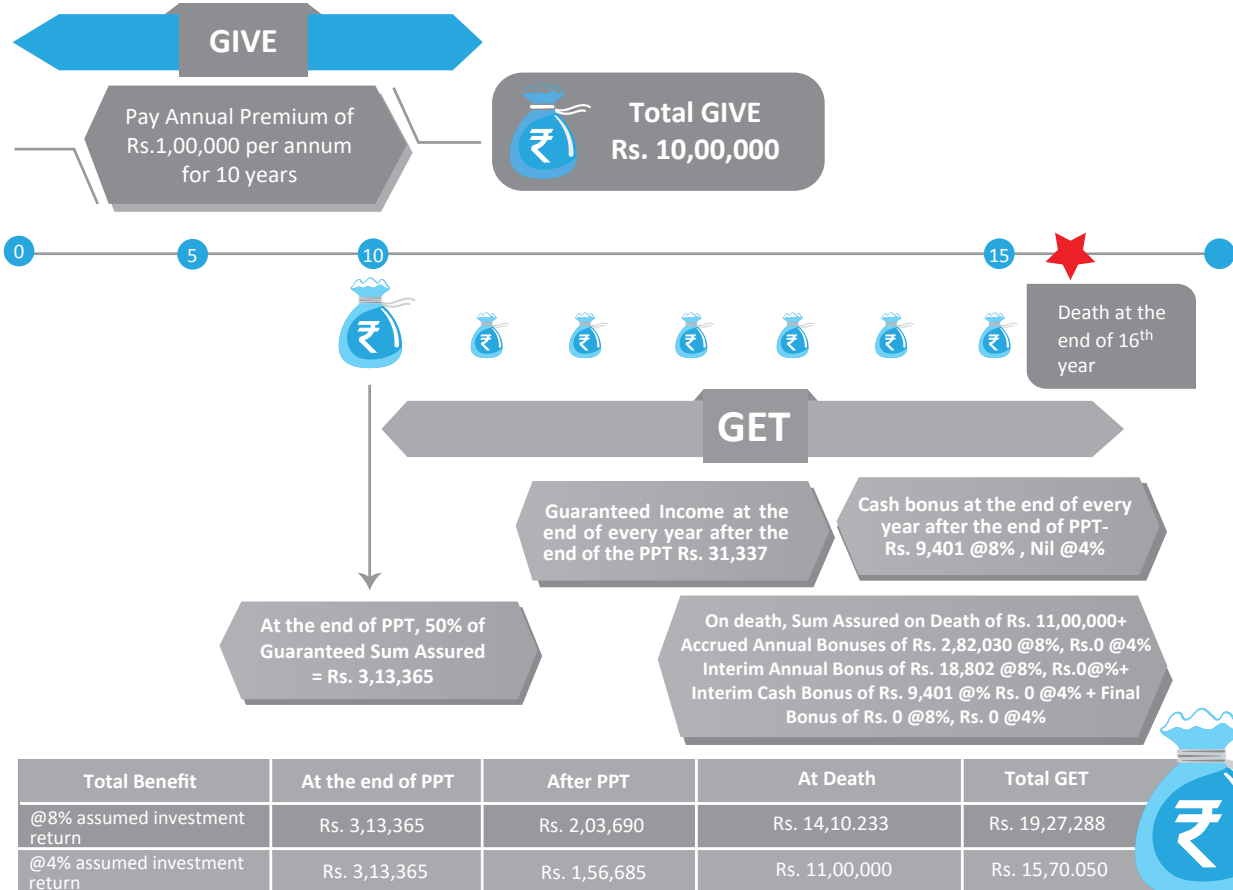 GIVE
Pay Annual Premium of
Rs.1,00,000 per annum
for 10 years
₹
Total GIVE
Rs. 10,00,000
0
5
10
15
₹
₹
₹
₹
₹
₹
₹
Death at the
end of 16th
year
GET
Guaranteed Income at the
end of every year after the
end of the PPT Rs. 31,337
Cash bonus at the end of every
year after the end of PPT-
Rs. 9,401 @8% , Nil @4%
At the end of PPT, 50% of
Guaranteed Sum Assured
= Rs. 3,13,365
On death, Sum Assured on Death of Rs. 11,00,000+
Accrued Annual Bonuses of Rs. 2,82,030 @8%, Rs.0 @4%
Interim Annual Bonus of Rs. 18,802 @8%, Rs.0@%+
Interim Cash Bonus of Rs. 9,401 @% Rs. 0 @4% + Final
Bonus of Rs. 0 @8%, Rs. 0 @4%
Total Benefit At the end of PPT After PPT At Death Total GET
@8% assumed investment
return Rs. 3,13,365 Rs. 2,03,690 Rs. 14,10.233 Rs. 19,27,288
@4% assumed investment
return Rs. 3,13,365 Rs. 1,56,685 Rs. 11,00,000 Rs. 15,70.050
₹